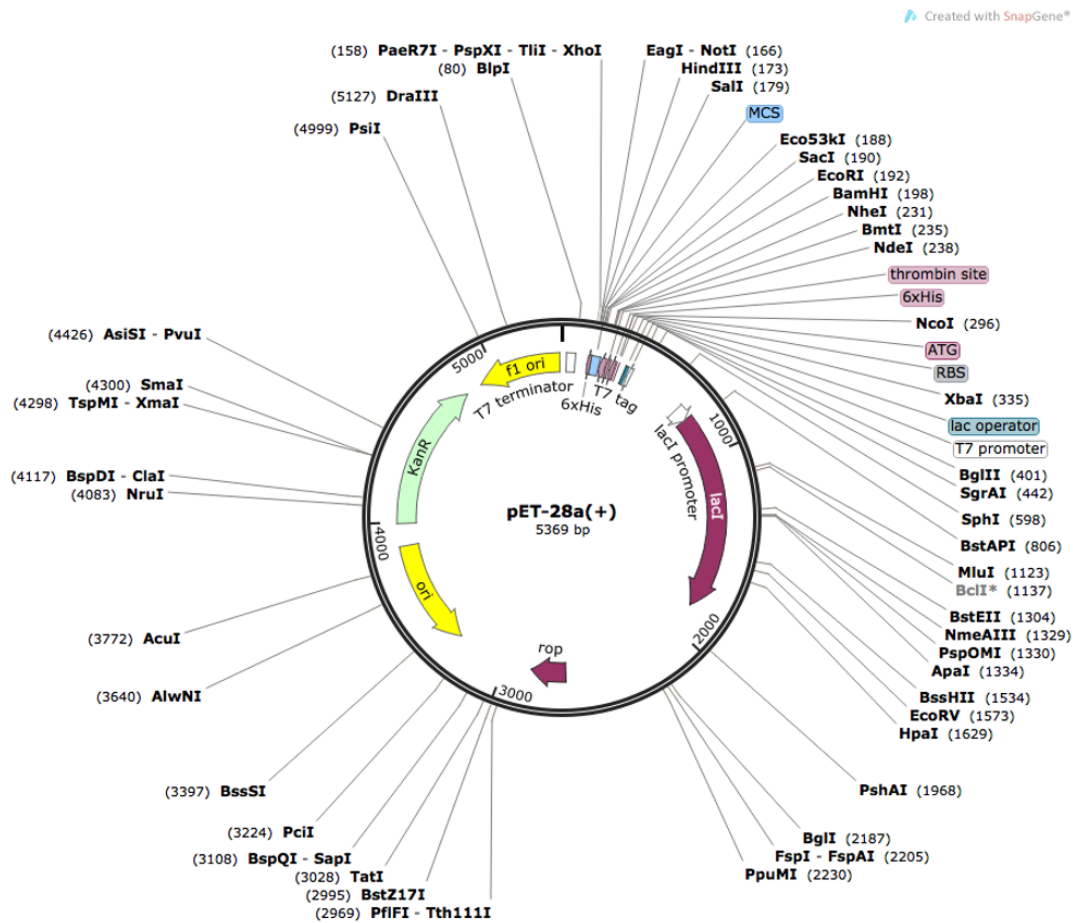 Created with SnapGene®
(158) PaeR7I - PspXI - TliI - XhoI
(80) BlpI
(5127) DraIII
(4999) PsiI
EagI - NotI (166)
HindIII (173)
SalI (179)
MCS
Eco53kI (188)
SacI (190)
EcoRI (192)
BamHI (198)
NheI (231)
BmtI (235)
NdeI (238)
thrombin site
6xHis
NcoI (296)
ATG
RBS
XbaI (335)
lac operator
T7 promoter
BglII (401)
SgrAI (442)
SphI (598)
BstAPI (806)
MluI (1123)
BclI* (1137)
BstEII (1304)
NmeAIII (1329)
PspOMI (1330)
ApaI (1334)
BssHII (1534)
EcoRV (1573)
HpaI (1629)
PshAI (1968)
BglI (2187)
FspI - FspAI (2205)
PpuMI (2230)
(4426) AsiSI - PvuI
(4300) SmaI
(4298) TspMI - XmaI
(4117) BspDI - ClaI
(4083) NruI
(3772) AcuI
(3640) AlwNI
(3397) BssSI
(3224) PciI
(3108) BspQI - SapI
(3028) TatI
(2995) BstZ17I
(2969) PflFI - Tth111I
5000
f1 ori
T7 terminator
6xHis
T7 tag
lacI promoter
1000
lacI
KanR
pET-28a(+)
5369 bp
4000
ori
2000
rop
3000